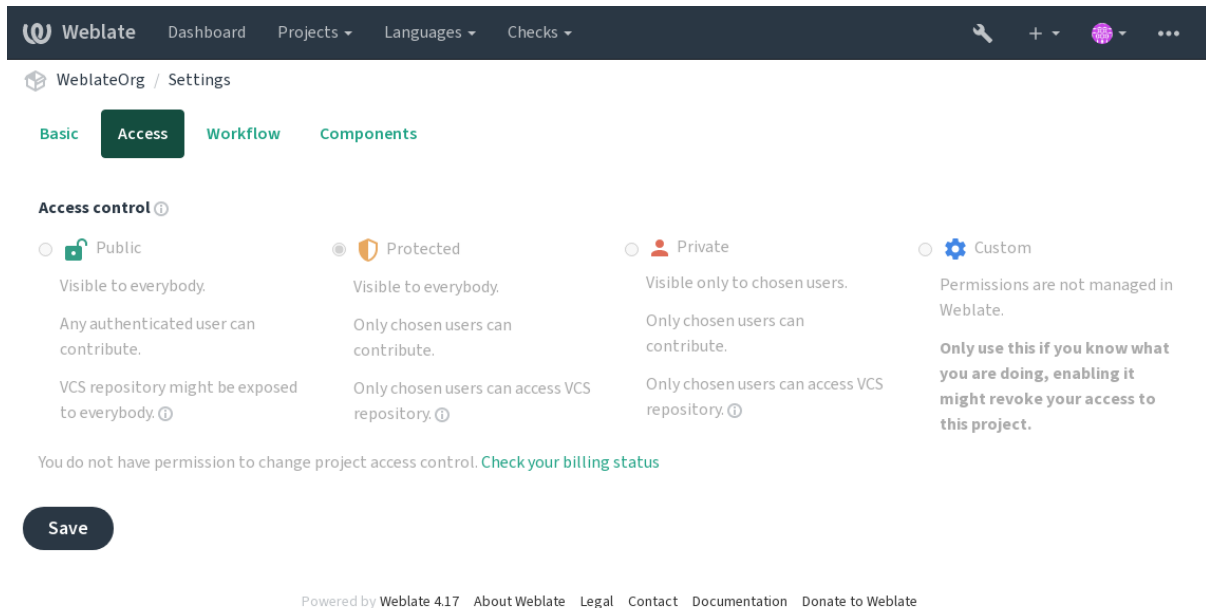 Weblate Dashboard Projects Languages Checks
WeblateOrg / Settings
Basic Access Workflow Components
Access control
Public
Visible to everybody.
Any authenticated user can
contribute.
VCS repository might be exposed
to everybody.
Protected
Visible to everybody.
Only chosen users can
contribute.
Only chosen users can access VCS
repository.
Private
Visible only to chosen users.
Only chosen users can
contribute.
Only chosen users can access VCS
repository.
Custom
Permissions are not managed in
Weblate.
Only use this if you know what
you are doing, enabling it
might revoke your access to
this project.
You do not have permission to change project access control. Check your billing status
Save
Powered by Weblate 4.17 About Weblate Legal Contact Documentation Donate to Weblate